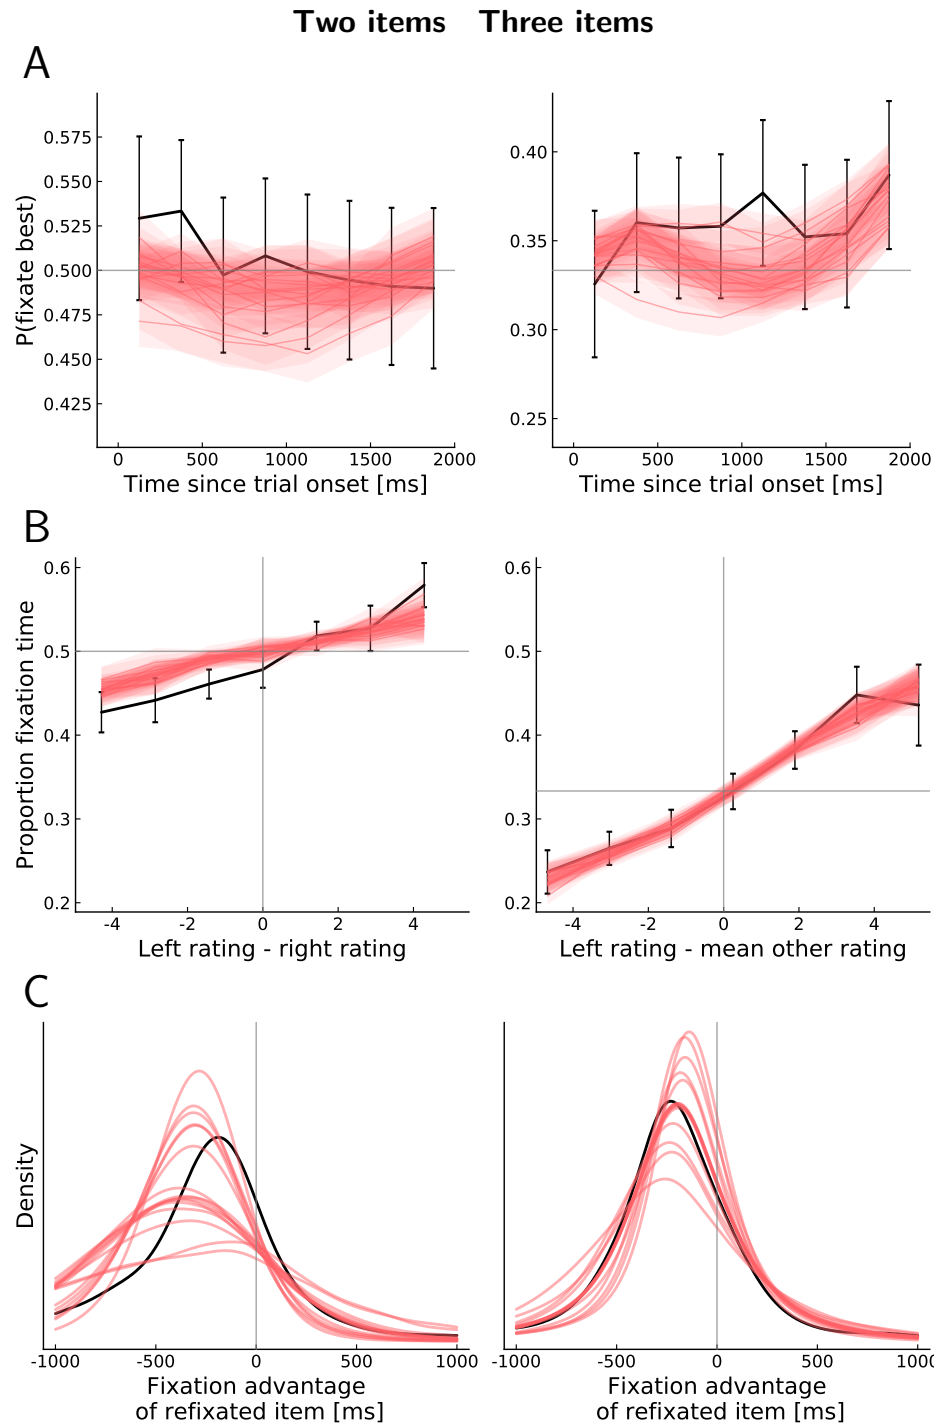 Two items Three items
A
P(fixate best)
0.575
0.550
0.525
0.500
0.475
0.450
0.425
0 500 1000 1500 2000
Time since trial onset [ms]
0.40
0.35
0.30
0.25
0 500 1000 1500 2000
Time since trial onset [ms]
B
Proportion fixation time
0.6
0.5
0.4
0.3
0.2
-4 -2 0 2 4
Left rating - right rating
0.6
0.5
0.4
0.3
0.2
-4 -2 0 2 4
Left rating - mean other rating
C
Density
-1000 -500 0 500 1000
Fixation advantage
of refixated item [ms]
-1000 -500 0 500 1000
Fixation advantage
of refixated item [ms]